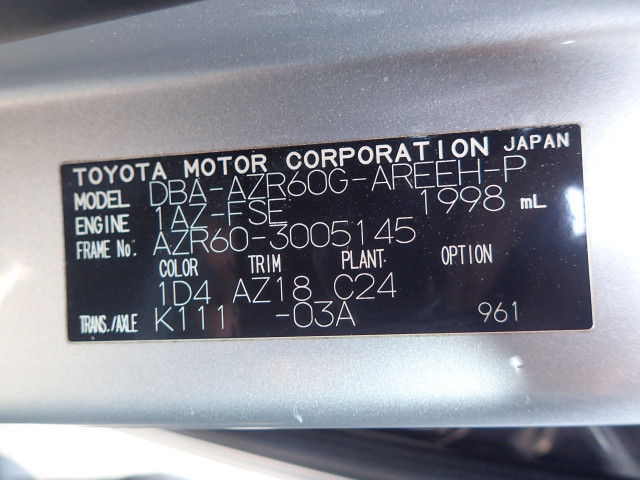 TOYOTA MOTOR CORPORATION JAPAN
MODEL DBA-AZR60G-AREEH-P
ENGINE 1AZ-FSE 1998 mL
FRAME No. AZR60-3005145
COLOR TRIM PLANT OPTION
1D4 AZ18 C24
TRANS./AXLE K111 -03A 961